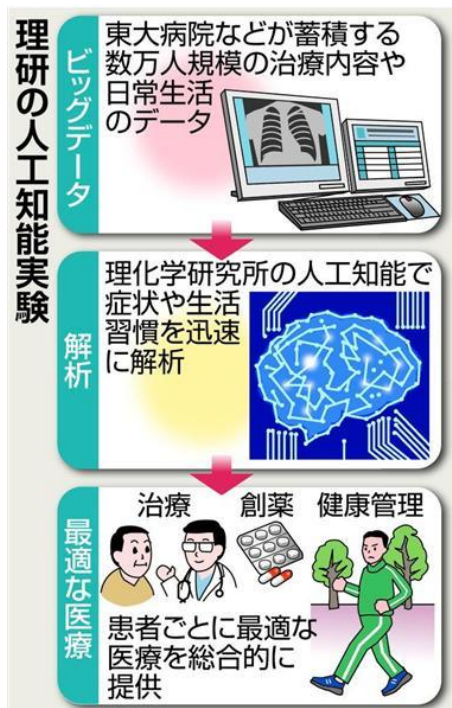 理研の人工知能実験
ビッグデータ
東大病院などが蓄積する
数万人規模の治療内容や
日常生活
のデータ
解析
理化学研究所の人工知能で
症状や生活
習慣を迅速
に解析
最適な医療
治療 創薬 健康管理
患者ごとに最適な
医療を総合的に
提供